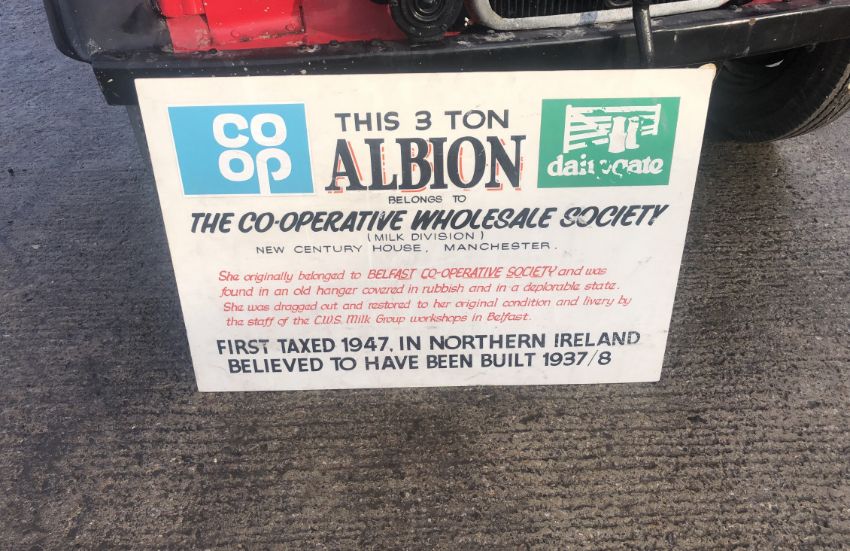 CO
OP
THIS 3 TON
ALBION
dairygate
BELONGS TO
THE CO-OPERATIVE WHOLESALE SOCIETY
(MILK DIVISION)
NEW CENTURY HOUSE, MANCHESTER.
She originally belonged to BELFAST CO-OPERATIVE SOCIETY and was
found in an old hanger covered in rubbish and in a deplorable state.
She was dragged out and restored to her original condition and livery by
the staff of the C.W.S. Milk Group workshops in Belfast.
FIRST TAXED 1947, IN NORTHERN IRELAND
BELIEVED TO HAVE BEEN BUILT 1937/8